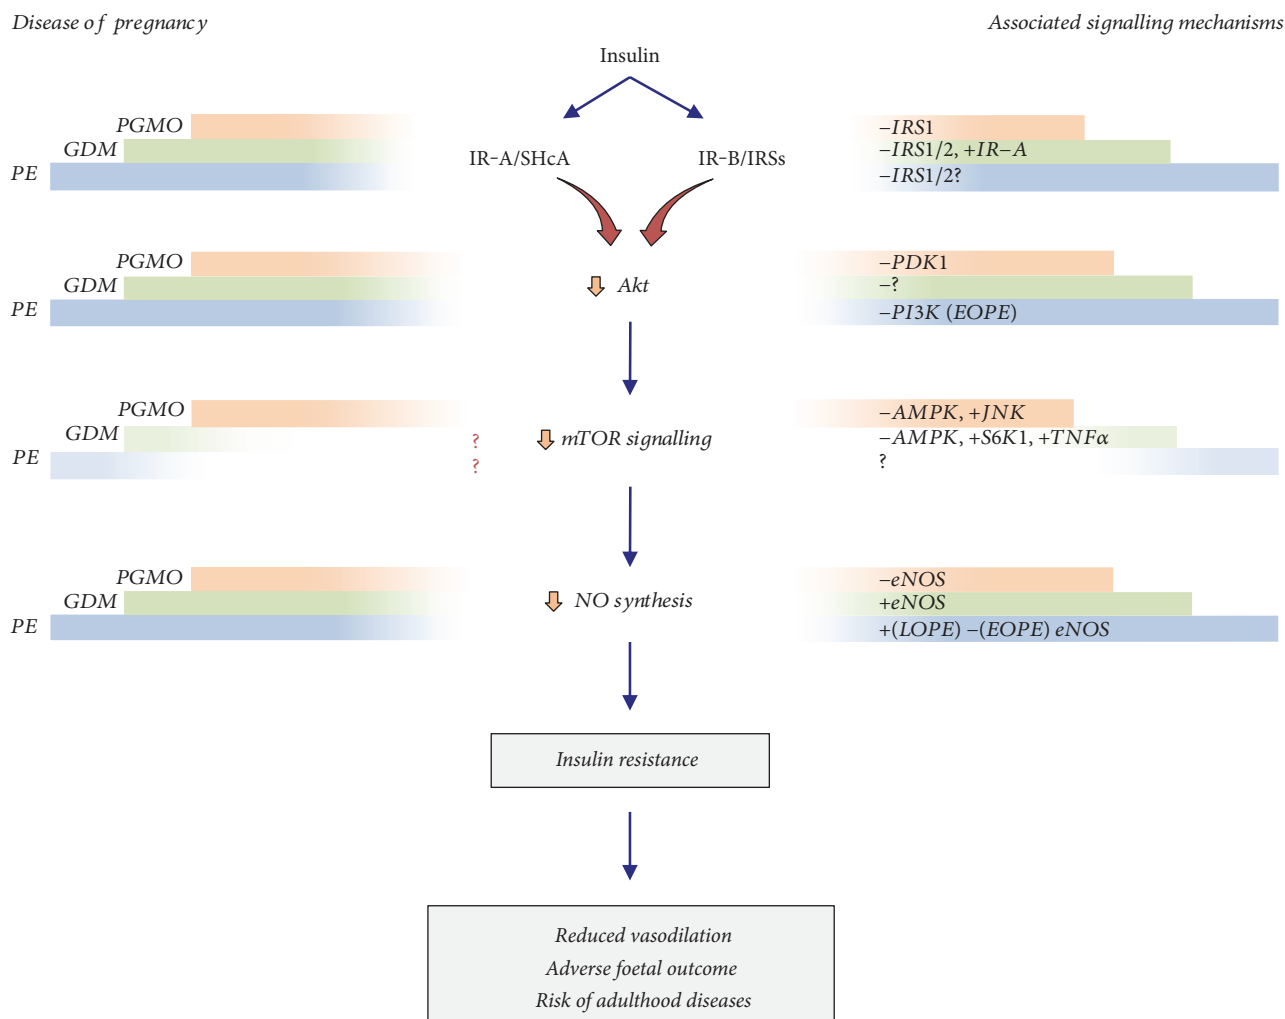 Disease of pregnancy
Associated signalling mechanisms
Insulin
PGMO
GDM
PE
IR-A/SHcA
IR-B/IRSs
–IRS1
–IRS1/2, +IR–A
–IRS1/2?
PGMO
GDM
PE
Akt
–PDK1
–?
–PI3K (EOPE)
PGMO
GDM
PE
?
?
mTOR signalling
–AMPK, +JNK
–AMPK, +S6K1, +TNFα
?
PGMO
GDM
PE
NO synthesis
–eNOS
+eNOS
+(LOPE) –(EOPE) eNOS
Insulin resistance
Reduced vasodilation
Adverse foetal outcome
Risk of adulthood diseases